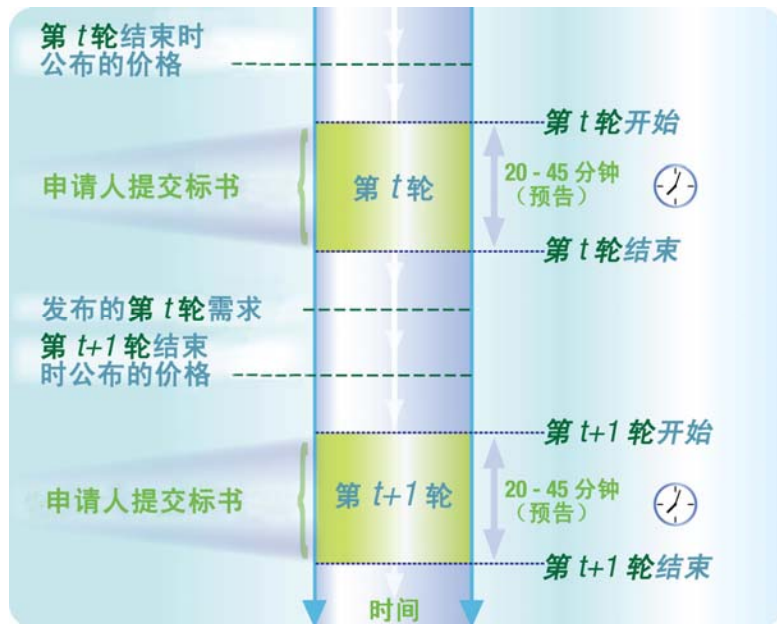 第 t 轮结束时
公布的价格
第 t 轮开始
申请人提交标书
第 t 轮
20 - 45 分钟
（预告）
第 t 轮结束
发布的第 t 轮需求
第 t+1 轮结束
时公布的价格
第 t+1 轮开始
申请人提交标书
第 t+1 轮
20 - 45 分钟
（预告）
第 t+1 轮结束
时间